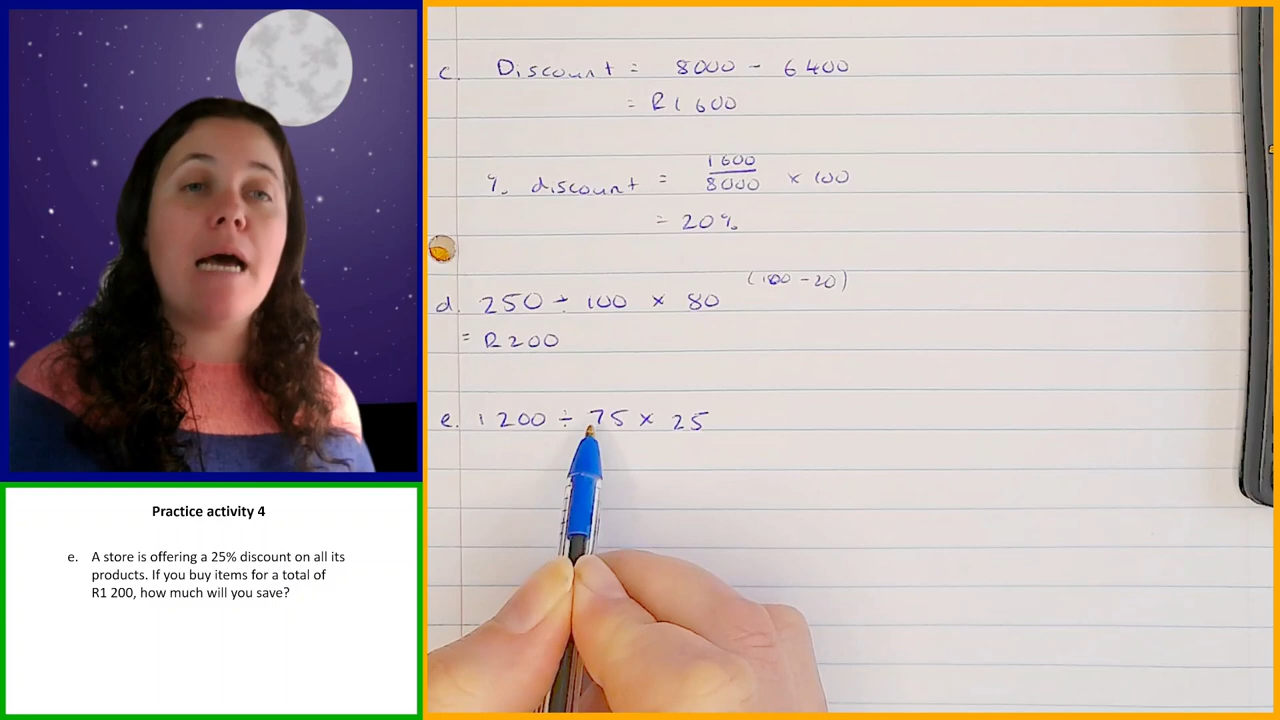 c. Discount = 8000 - 6400
= R1600
% discount = 1600/8000 × 100
= 20%
(100 - 20)
d. 250 ÷ 100 × 80
= R200
e. 1200 ÷ 75 × 25
Practice activity 4
e. A store is offering a 25% discount on all its
products. If you buy items for a total of
R1 200, how much will you save?